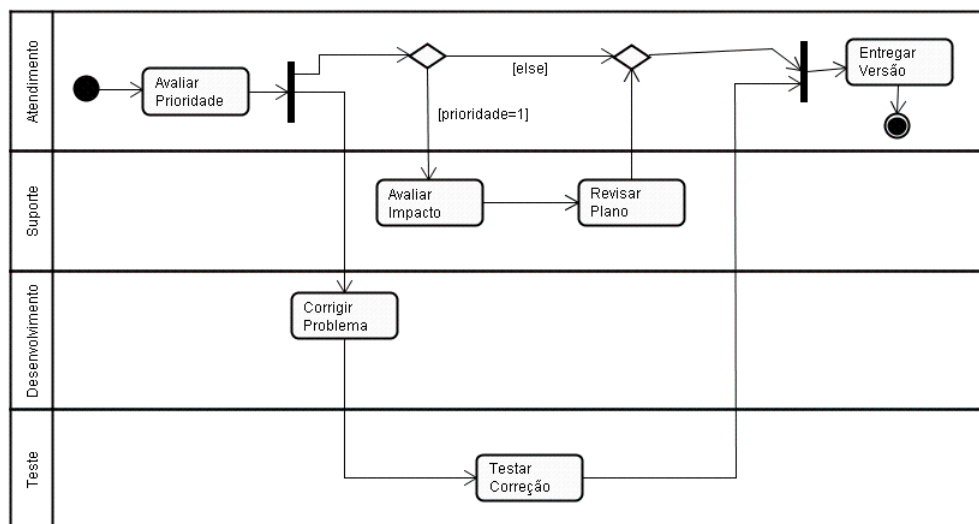 Atendimento
Avaliar
Prioridade
[else]
[prioridade=1]
Entregar
Versão
Suporte
Avaliar
Impacto
Revisar
Plano
Desenvolvimento
Corrigir
Problema
Teste
Testar
Correção